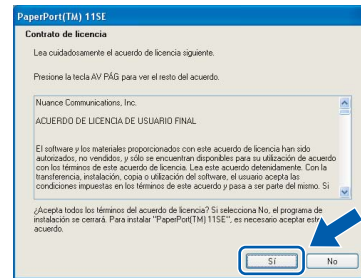 PaperPort(TM) 11SE
Contrato de licencia
Lea cuidadosamente el acuerdo de licencia siguiente.
Presione la tecla AV PÁG para ver el resto del acuerdo.
Nuance Communications, Inc.
ACUERDO DE LICENCIA DE USUARIO FINAL
El software y los materiales proporcionados con este acuerdo de licencia han sido
autorizados, no vendidos, y sólo se encuentran disponibles para su utilización de acuerdo
con los términos de este acuerdo de licencia. Lea este acuerdo detenidamente. Con la
transferencia, instalación, copia o utilización del software, el usuario acepta las
condiciones impuestas en los términos de este acuerdo y pasa a ser parte del mismo. Si
¿Acepta todos los términos del acuerdo de licencia? Si selecciona No, el programa de
instalación se cerrará. Para instalar "PaperPort(TM) 11SE", es necesario aceptar
acuerdo.
Sí
No